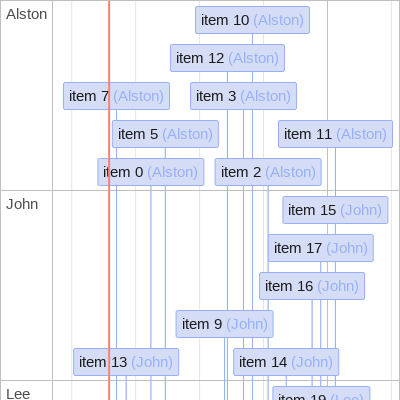 Alston
item 10 (Alston)
item 12 (Alston)
item 7 (Alston)
item 3 (Alston)
item 5 (Alston)
item 11 (Alston)
item 0 (Alston)
item 2 (Alston)
John
item 15 (John)
item 17 (John)
item 16 (John)
item 9 (John)
item 13 (John)
item 14 (John)
Lee
item 19 (Lee)